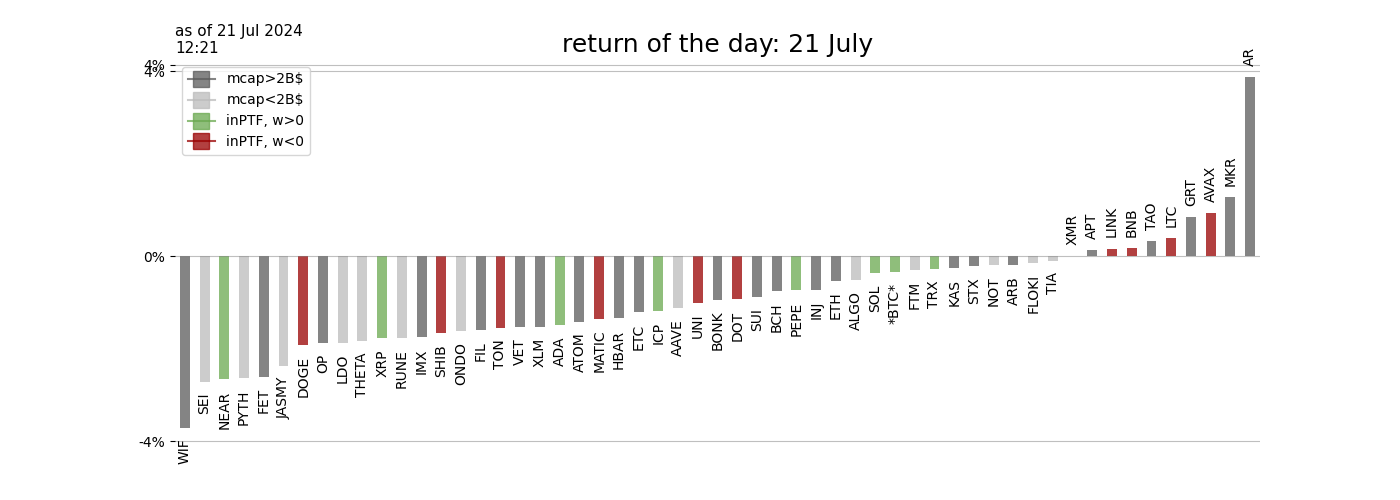 as of 21 Jul 2024
12:21
return of the day: 21 July
4%
4%
mcap>2B$
mcap<2B$
inPTF, w>0
inPTF, w<0
0%
-4%
WIF
SEI
NEAR
PYTH
FET
JASMY
DOGE
OP
LDO
THETA
XRP
RUNE
IMX
SHIB
ONDO
FIL
TON
VET
XLM
ADA
ATOM
MATIC
HBAR
ETC
ICP
AAVE
UNI
BONK
DOT
SUI
BCH
PEPE
INJ
ETH
ALGO
SOL
*BTC*
FTM
TRX
KAS
STX
NOT
ARB
FLOKI
TIA
XMR
APT
LINK
BNB
TAO
LTC
GRT
AVAX
MKR
AR